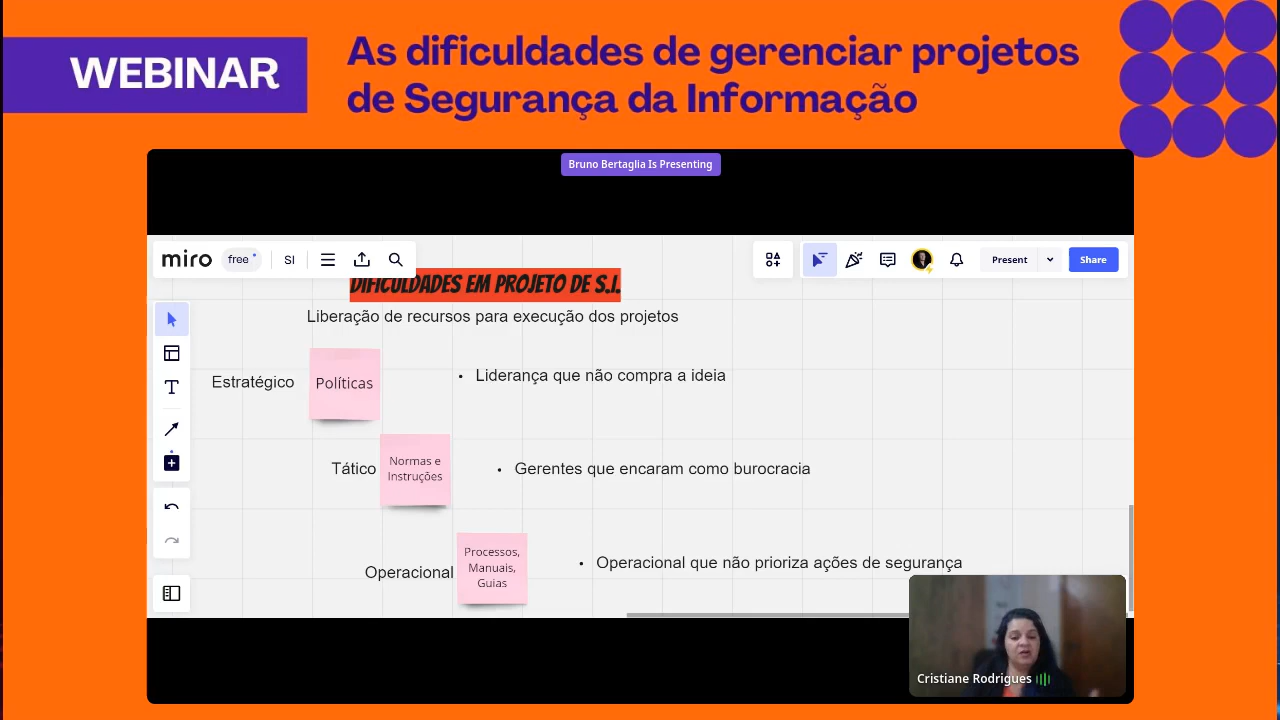 WEBINAR
As dificuldades de gerenciar projetos
de Segurança da Informação
Bruno Bertaglia Is Presenting
miro free SI Present Share
DIFICULDADES EM PROJETO DE S.I.
Liberação de recursos para execução dos projetos
Estratégico
Políticas
• Liderança que não compra a ideia
Tático
Normas e
Instruções
• Gerentes que encaram como burocracia
Operacional
Processos,
Manuais,
Guias
• Operacional que não prioriza ações de segurança
Cristiane Rodrigues